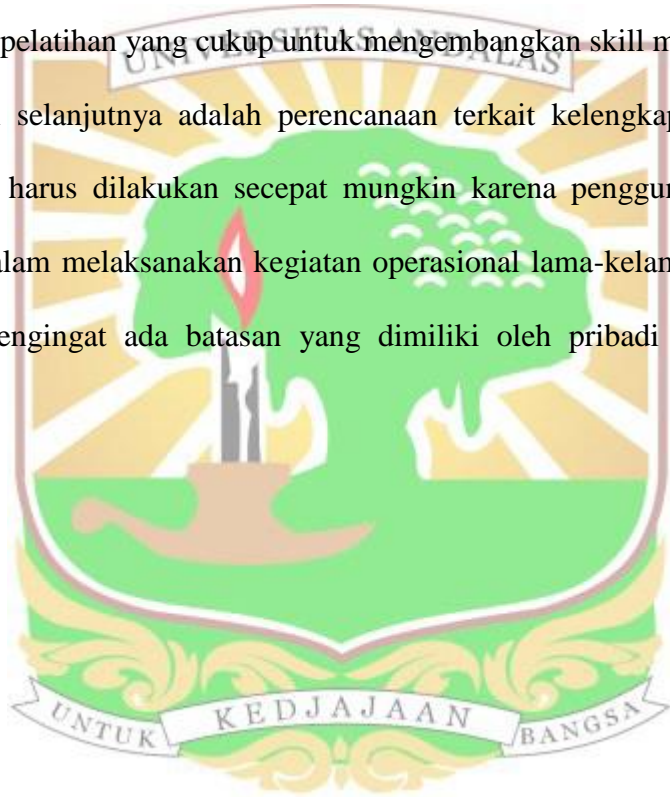 pelatihan yang cukup untuk mengembangkan skill m
UNIVERSITAS ANDALAS
selanjutnya adalah perencanaan terkait kelengkap
harus dilakukan secepat mungkin karena penggun
alam melaksanakan kegiatan operasional lama-kelam
engingat ada batasan yang dimiliki oleh pribadi
UNTUK KEDJAJAAN BANGSA